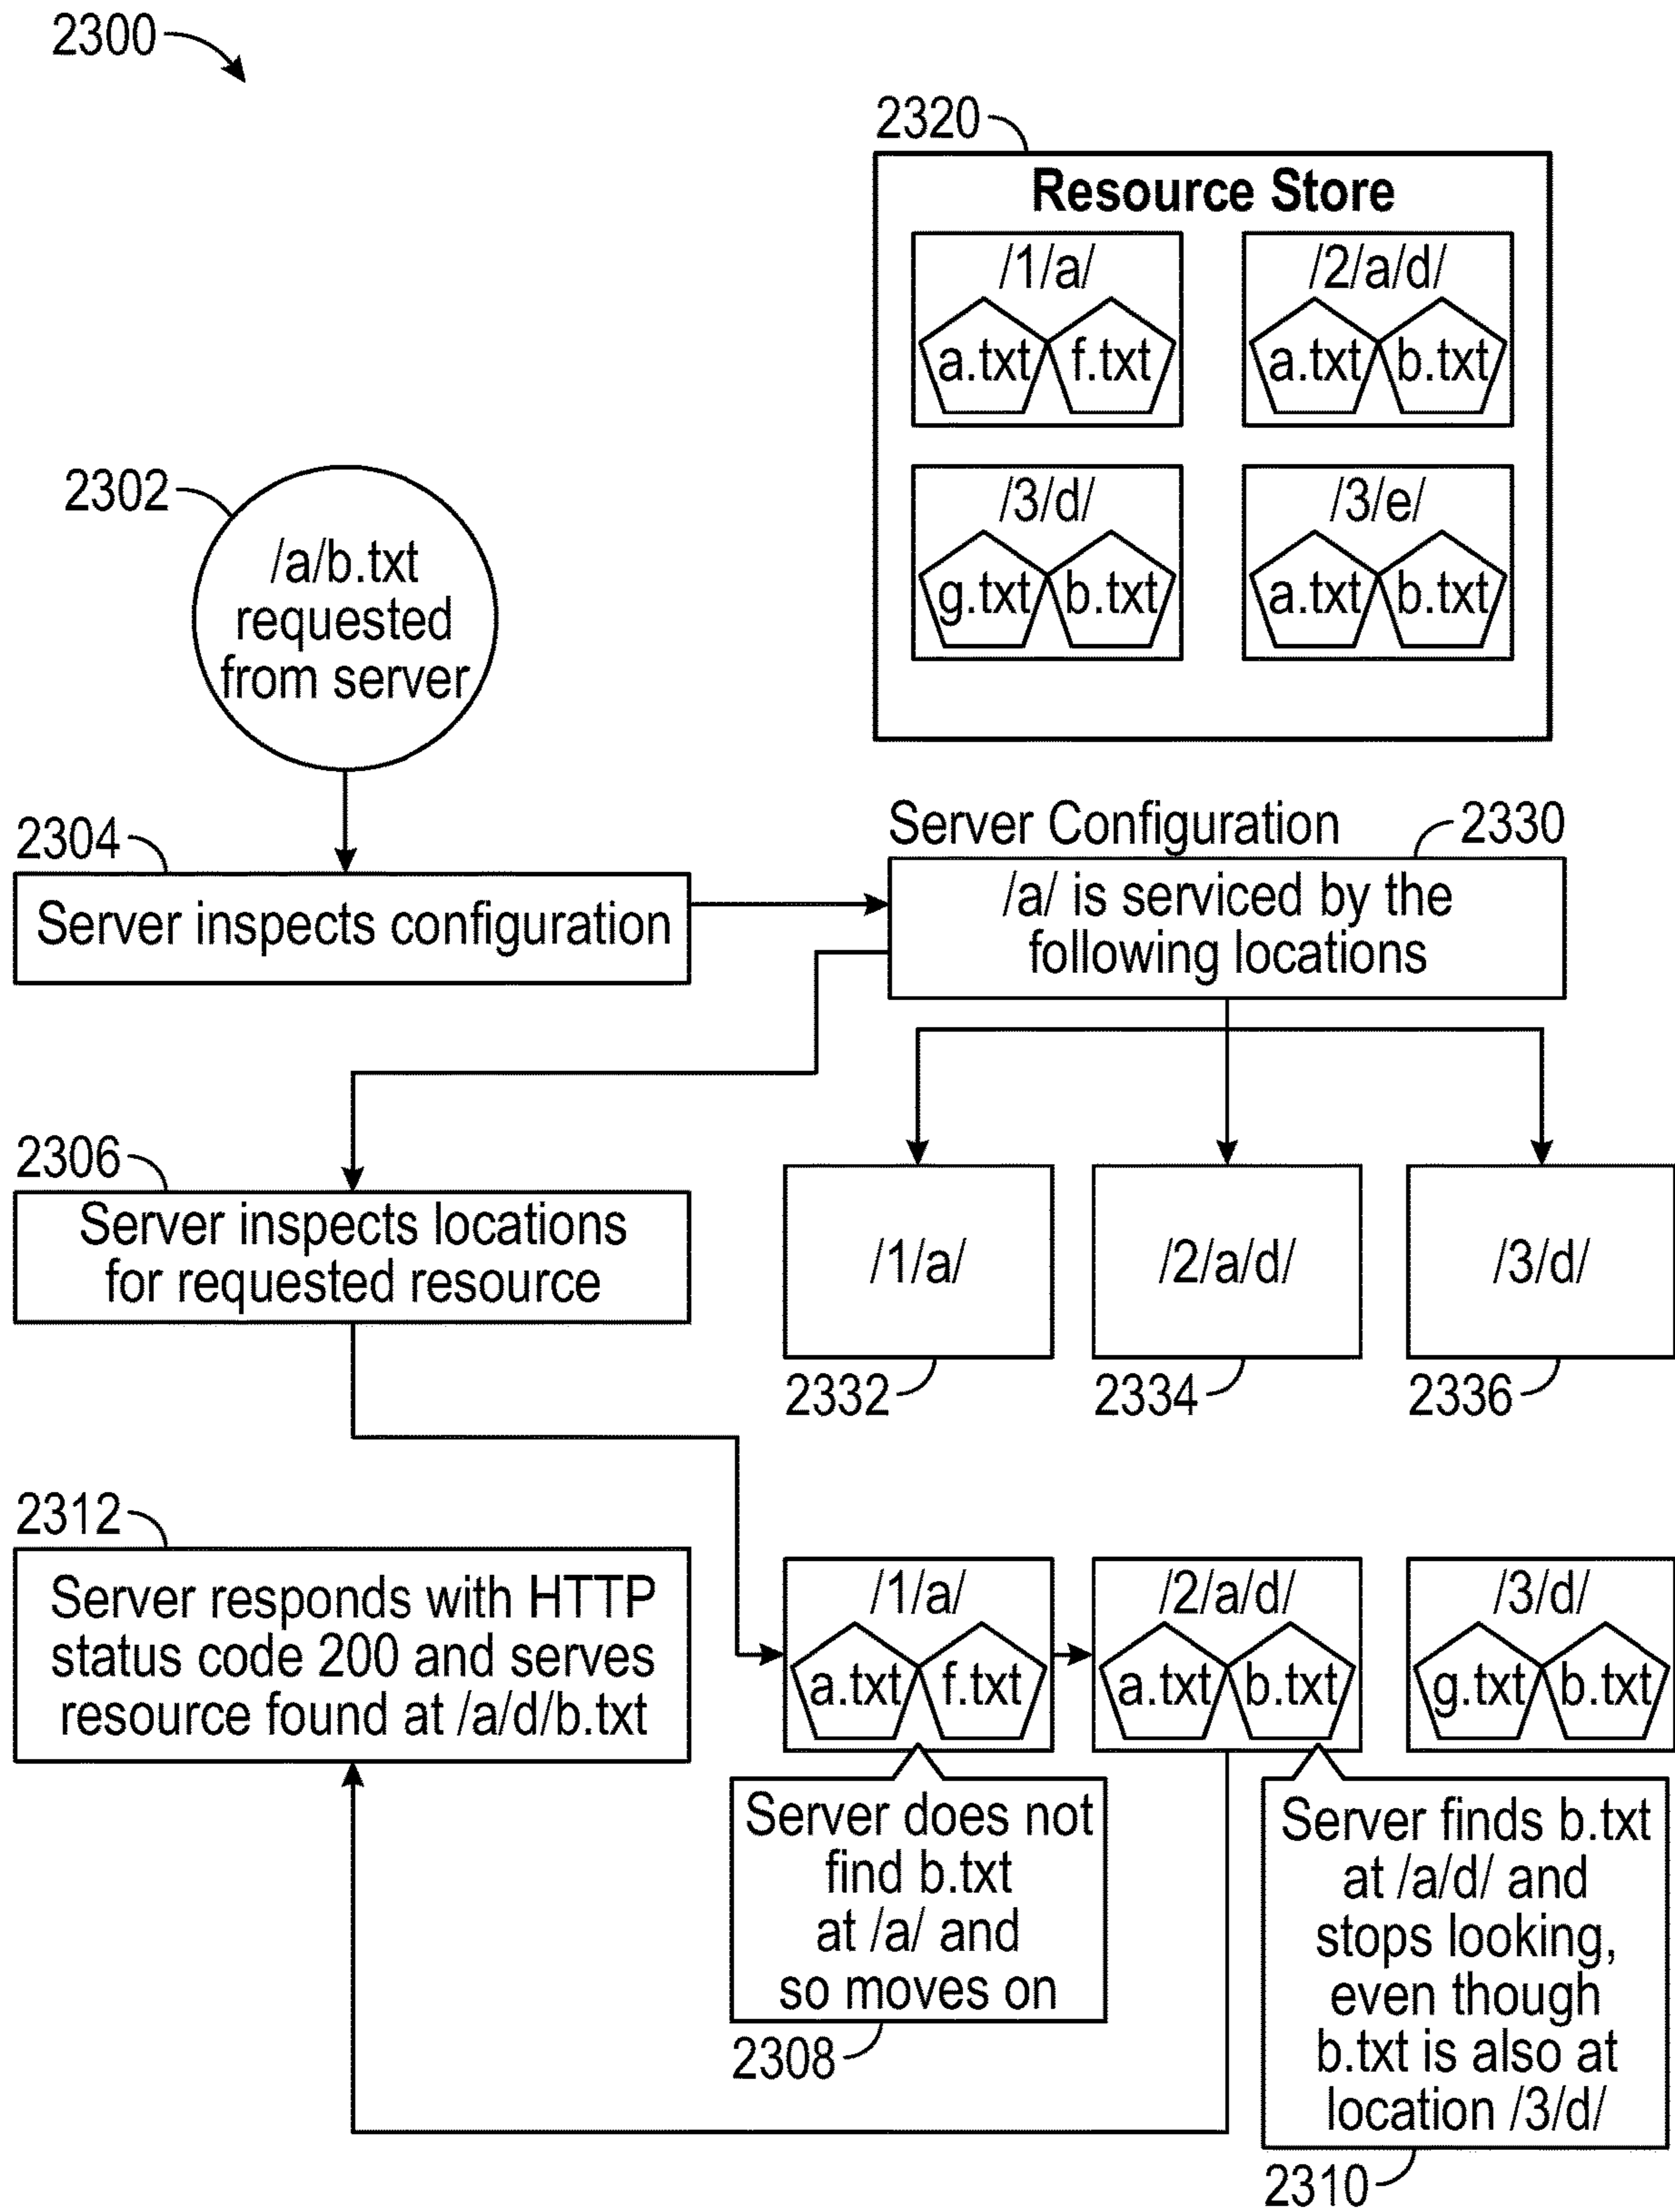 2300
2320
Resource Store
/1/a/
a.txt f.txt
/2/a/d/
a.txt b.txt
/3/d/
g.txt b.txt
/3/e/
a.txt b.txt
2302
/a/b.txt
requested
from server
2304
Server inspects configuration
Server Configuration
2330
/a/ is serviced by the
following locations
2306
Server inspects locations
for requested resource
/1/a/
2332
/2/a/d/
2334
/3/d/
2336
2312
Server responds with HTTP
status code 200 and serves
resource found at /a/d/b.txt
/1/a/
a.txt f.txt
/2/a/d/
a.txt b.txt
/3/d/
g.txt b.txt
Server does not
find b.txt
at /a/ and
so moves on
2308
Server finds b.txt
at /a/d/ and
stops looking,
even though
b.txt is also at
location /3/d/
2310